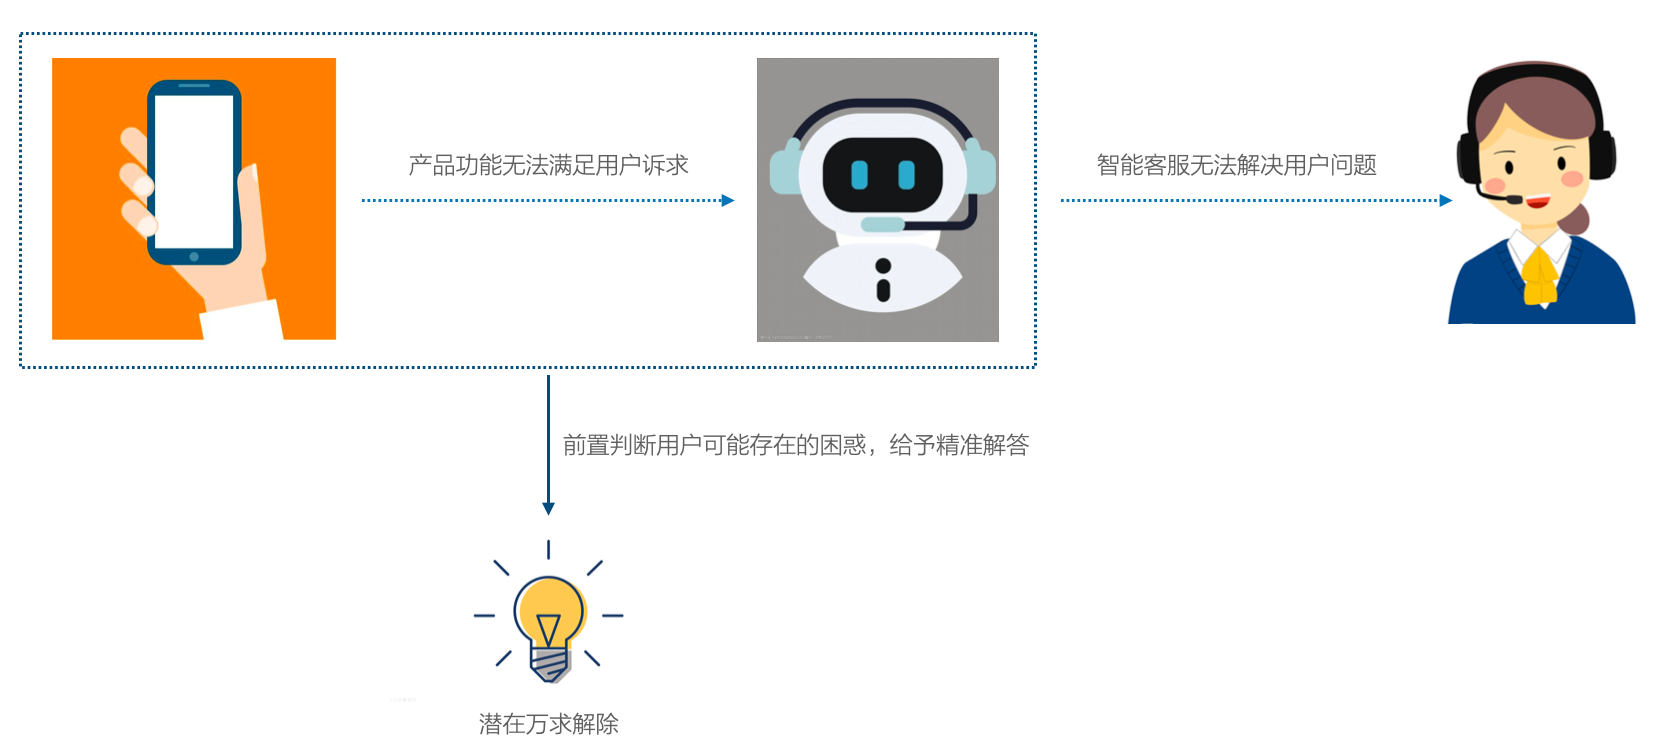 产品功能无法满足用户诉求
智能客服无法解决用户问题
前置判断用户可能存在的困惑，给予精准解答
潜在万求解除